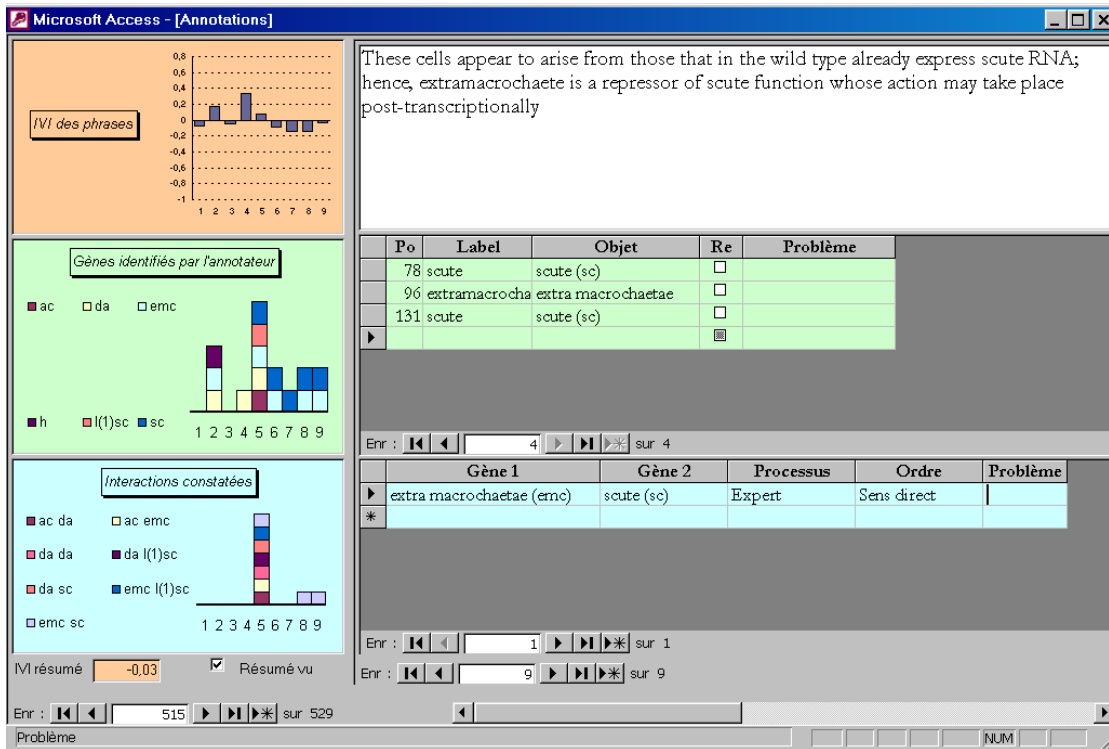 Microsoft Access - [Annotations]
IVI des phrases
0,8
0,6
0,4
0,2
0
-0,2
-0,4
-0,6
-0,8
-1
1 2 3 4 5 6 7 8 9
These cells appear to arise from those that in the wild type already express scute RNA;
hence, extramacrochaete is a repressor of scute function whose action may take place
post-transcriptionally
Gènes identifiés par l'annotateur
ac da emc
h l(1)sc sc
1 2 3 4 5 6 7 8 9
Po Label Objet Re Problème
78 scute scute (sc)
96 extramacrocha extra macrochaetae
131 scute scute (sc)
Enr : 4 sur 4
Interactions constatées
ac da ac emc
da da da l(1)sc
da sc emc l(1)sc
emc sc 1 2 3 4 5 6 7 8 9
Gène 1 Gène 2 Processus Ordre Problème
extra macrochaetae (emc) scute (sc) Expert Sens direct
Enr : 1 sur 1
IVI résumé -0,03 Résumé vu
Enr : 9 sur 9
Enr : 515 sur 529
Problème NUM